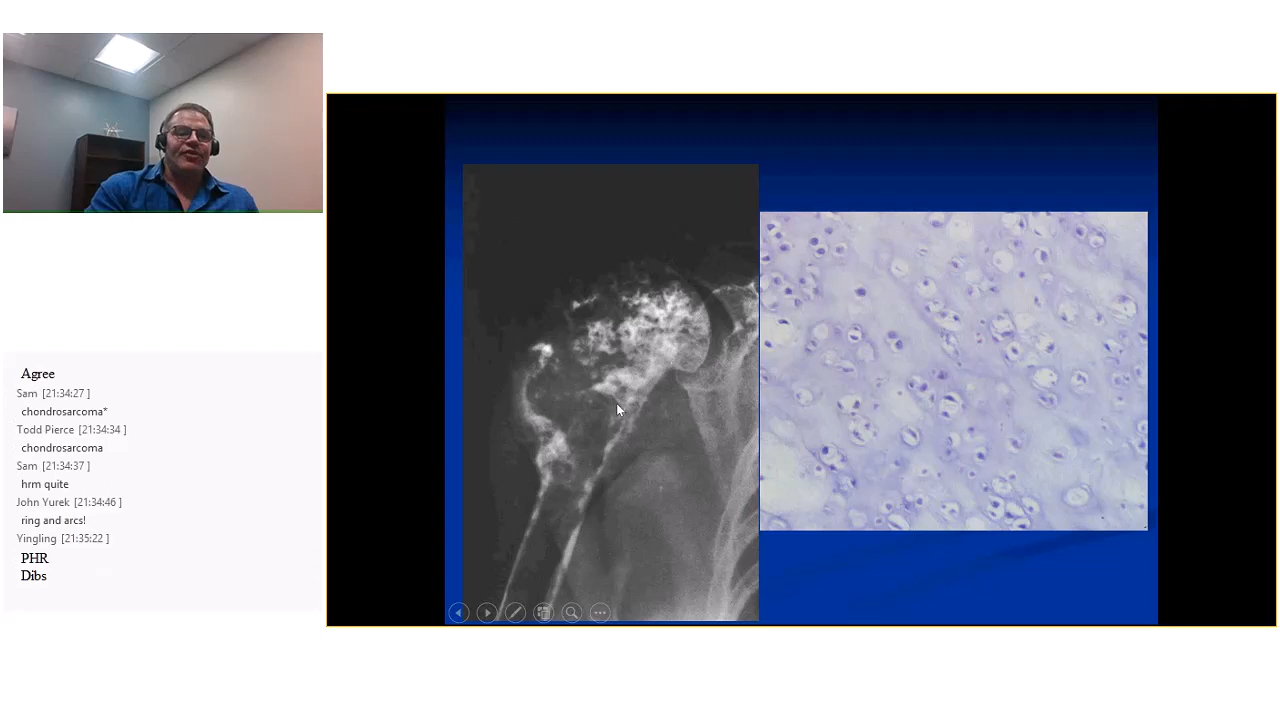 Agree
Sam [21:34:27 ]
chondrosarcoma*
Todd Pierce [21:34:34 ]
chondrosarcoma
Sam [21:34:37 ]
hrm quite
John Yurek [21:34:46 ]
ring and arcs!
Yingling [21:35:22 ]
PHR
Dibs